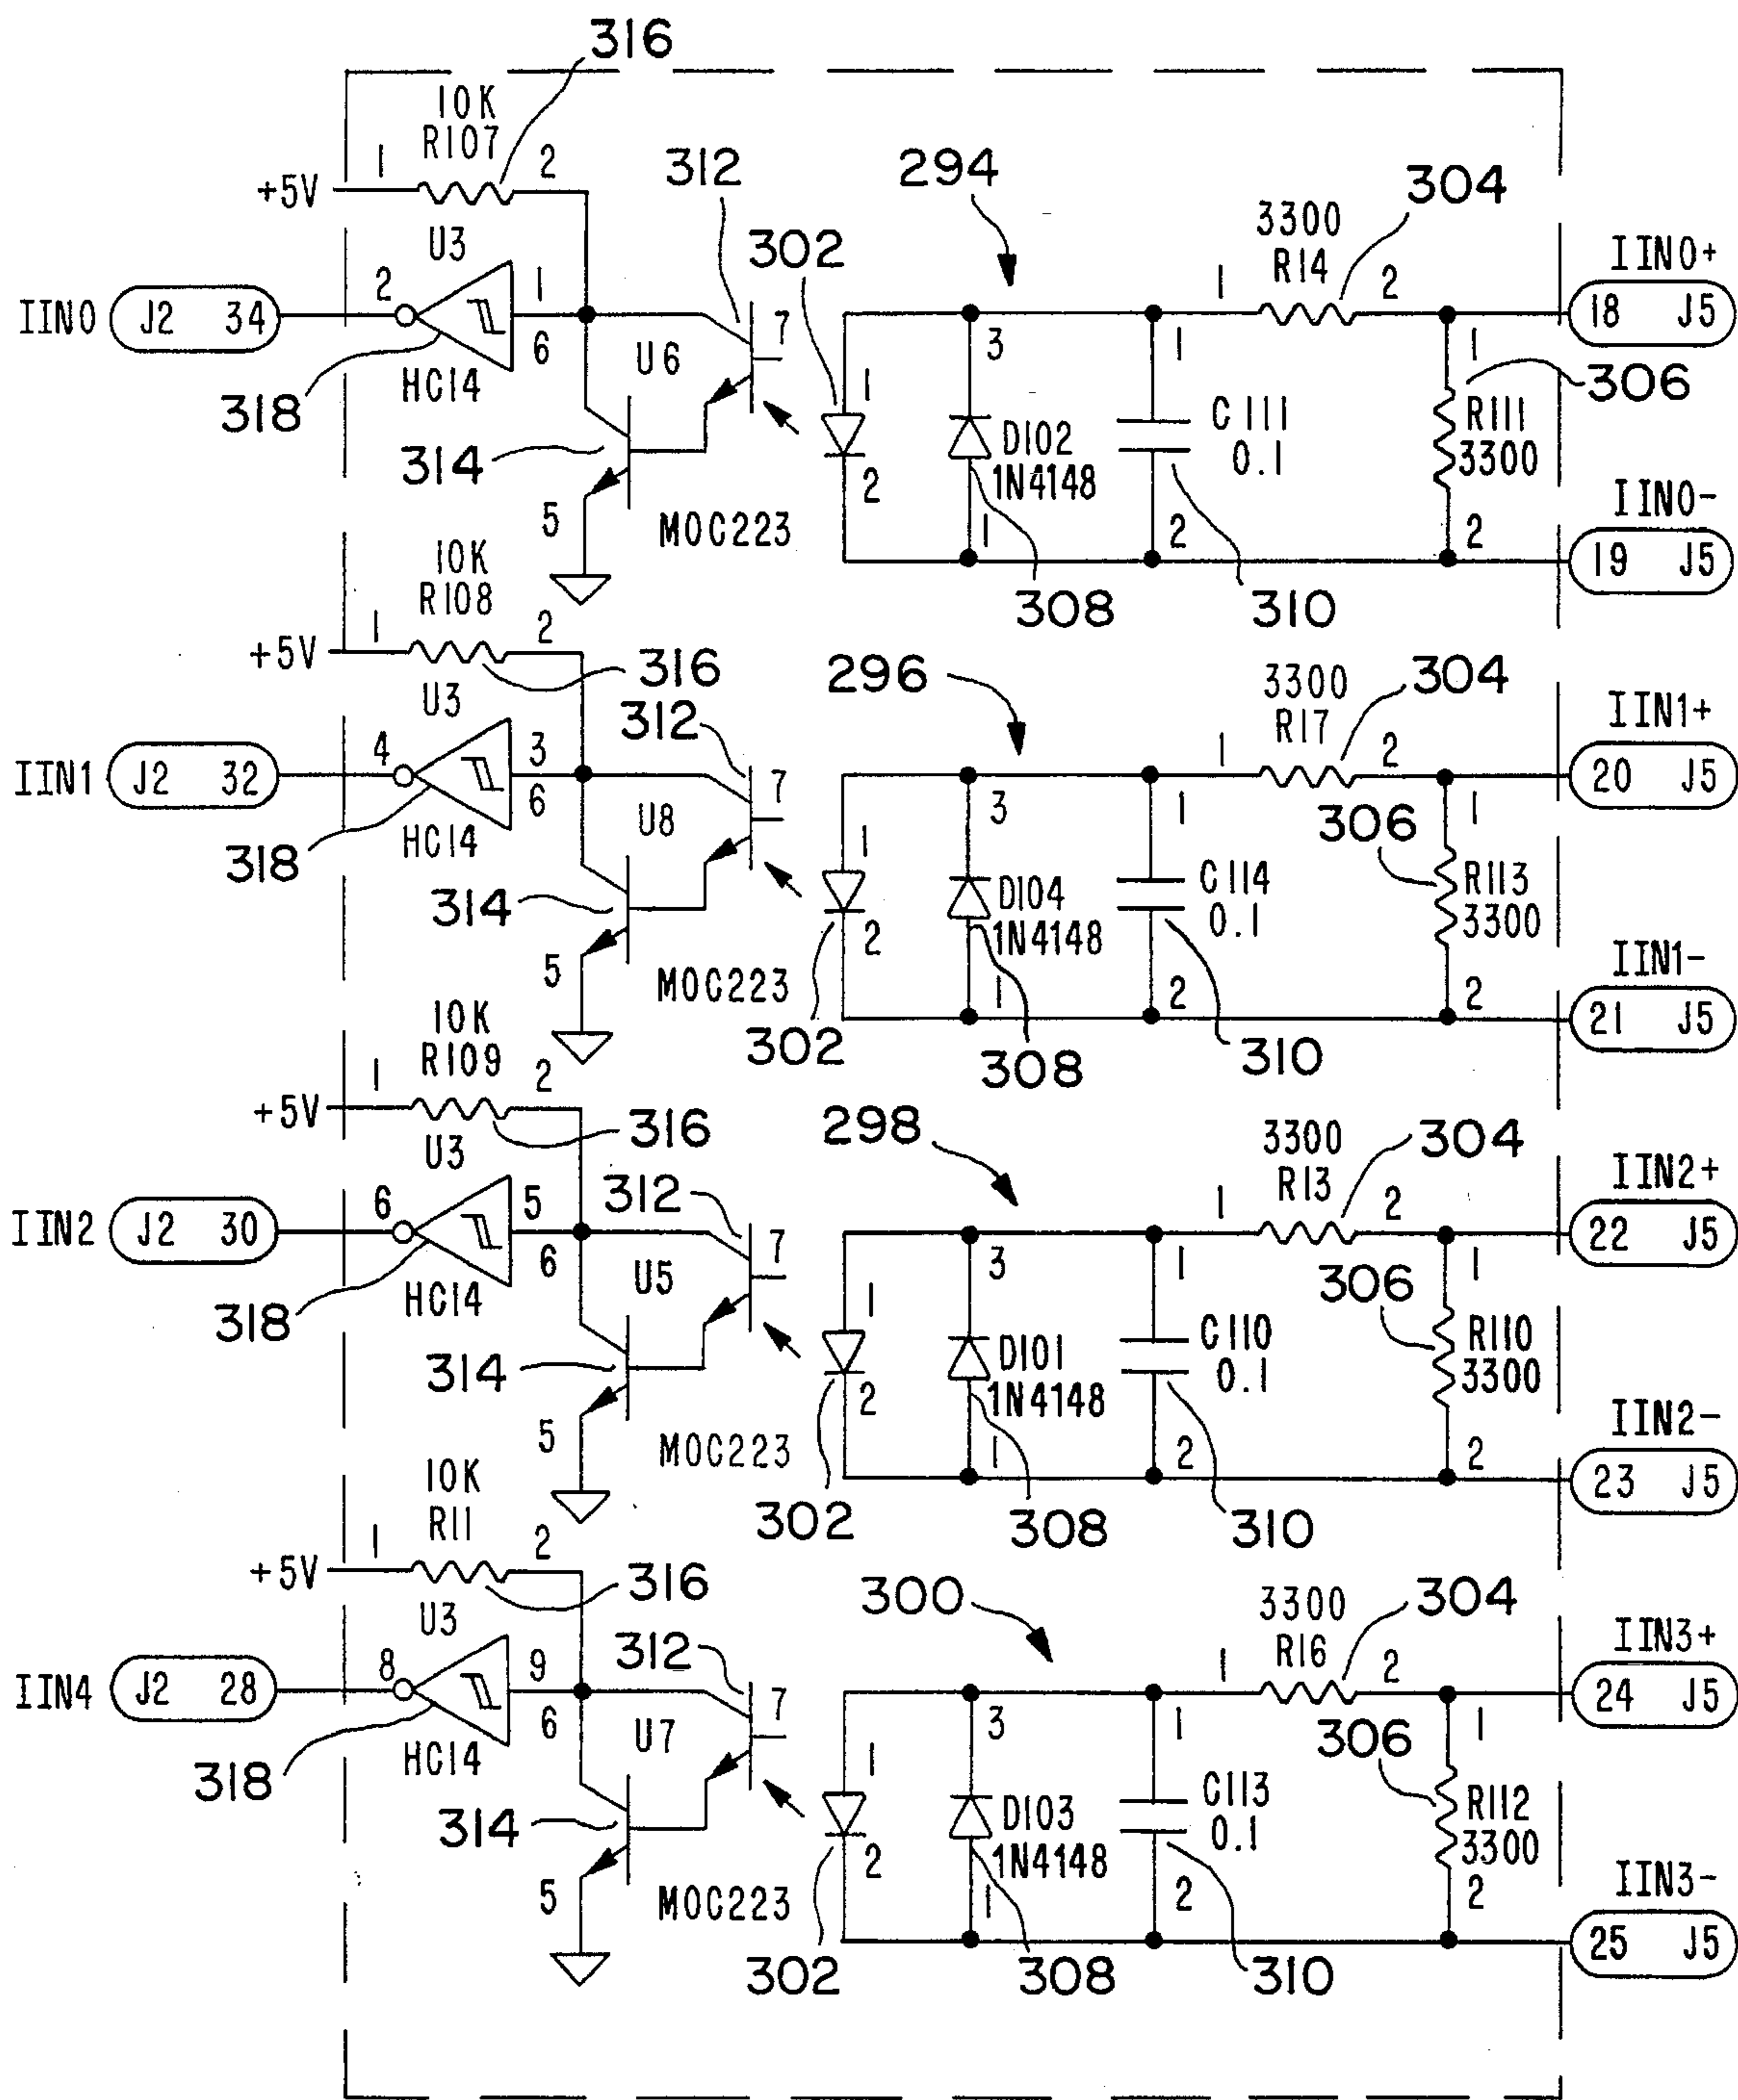 316
10K
R107
1 2
+5V
312
294
304
U3
302
3300
R14
IIN0+
2 1
1 2
IIN0 J2 34
7
18 J5
6
U6
3
1
1
306
318
HC14
1
314
D102
1N4148
C111
0.1
R111
3300
2
IIN0-
5
MOC223
1
2
2
19 J5
10K
R108
308
310
1 2
+5V
316
296
3300
R17
304
U3
312
IIN1+
4 3
1 2
IIN1 J2 32
7
20 J5
6
U8
3
1
306
1
318
HC14
1
314
D104
1N4148
C114
0.1
R113
3300
2
IIN1-
5
MOC223
1
2
2
21 J5
10K
R109
302
308
310
1 2
+5V
316
298
3300
R13
304
U3
312
IIN2+
6 5
1 2
IIN2 J2 30
7
22 J5
6
U5
3
1
306
1
318
HC14
1
314
D101
1N4148
C110
0.1
R110
3300
2
IIN2-
5
MOC223
1
2
2
23 J5
10K
R11
302
308
310
1 2
+5V
316
300
3300
R16
304
U3
312
IIN3+
8 9
1 2
IIN4 J2 28
7
24 J5
6
U7
3
1
306
1
318
HC14
1
314
D103
1N4148
C113
0.1
R112
3300
2
IIN3-
5
MOC223
1
2
2
25 J5
302
308
310